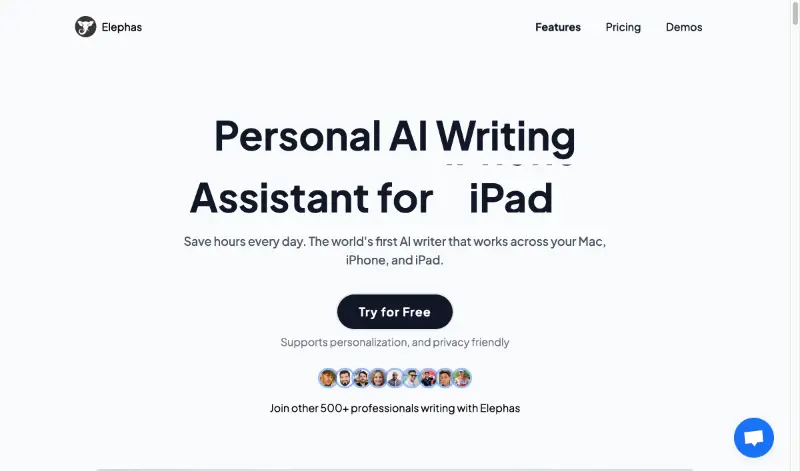 Elephas
Features
Pricing
Demos
Personal AI Writing
Assistant for iPad
Save hours every day. The world's first AI writer that works across your Mac,
iPhone, and iPad.
Try for Free
Supports personalization, and privacy friendly
Join other 500+ professionals writing with Elephas